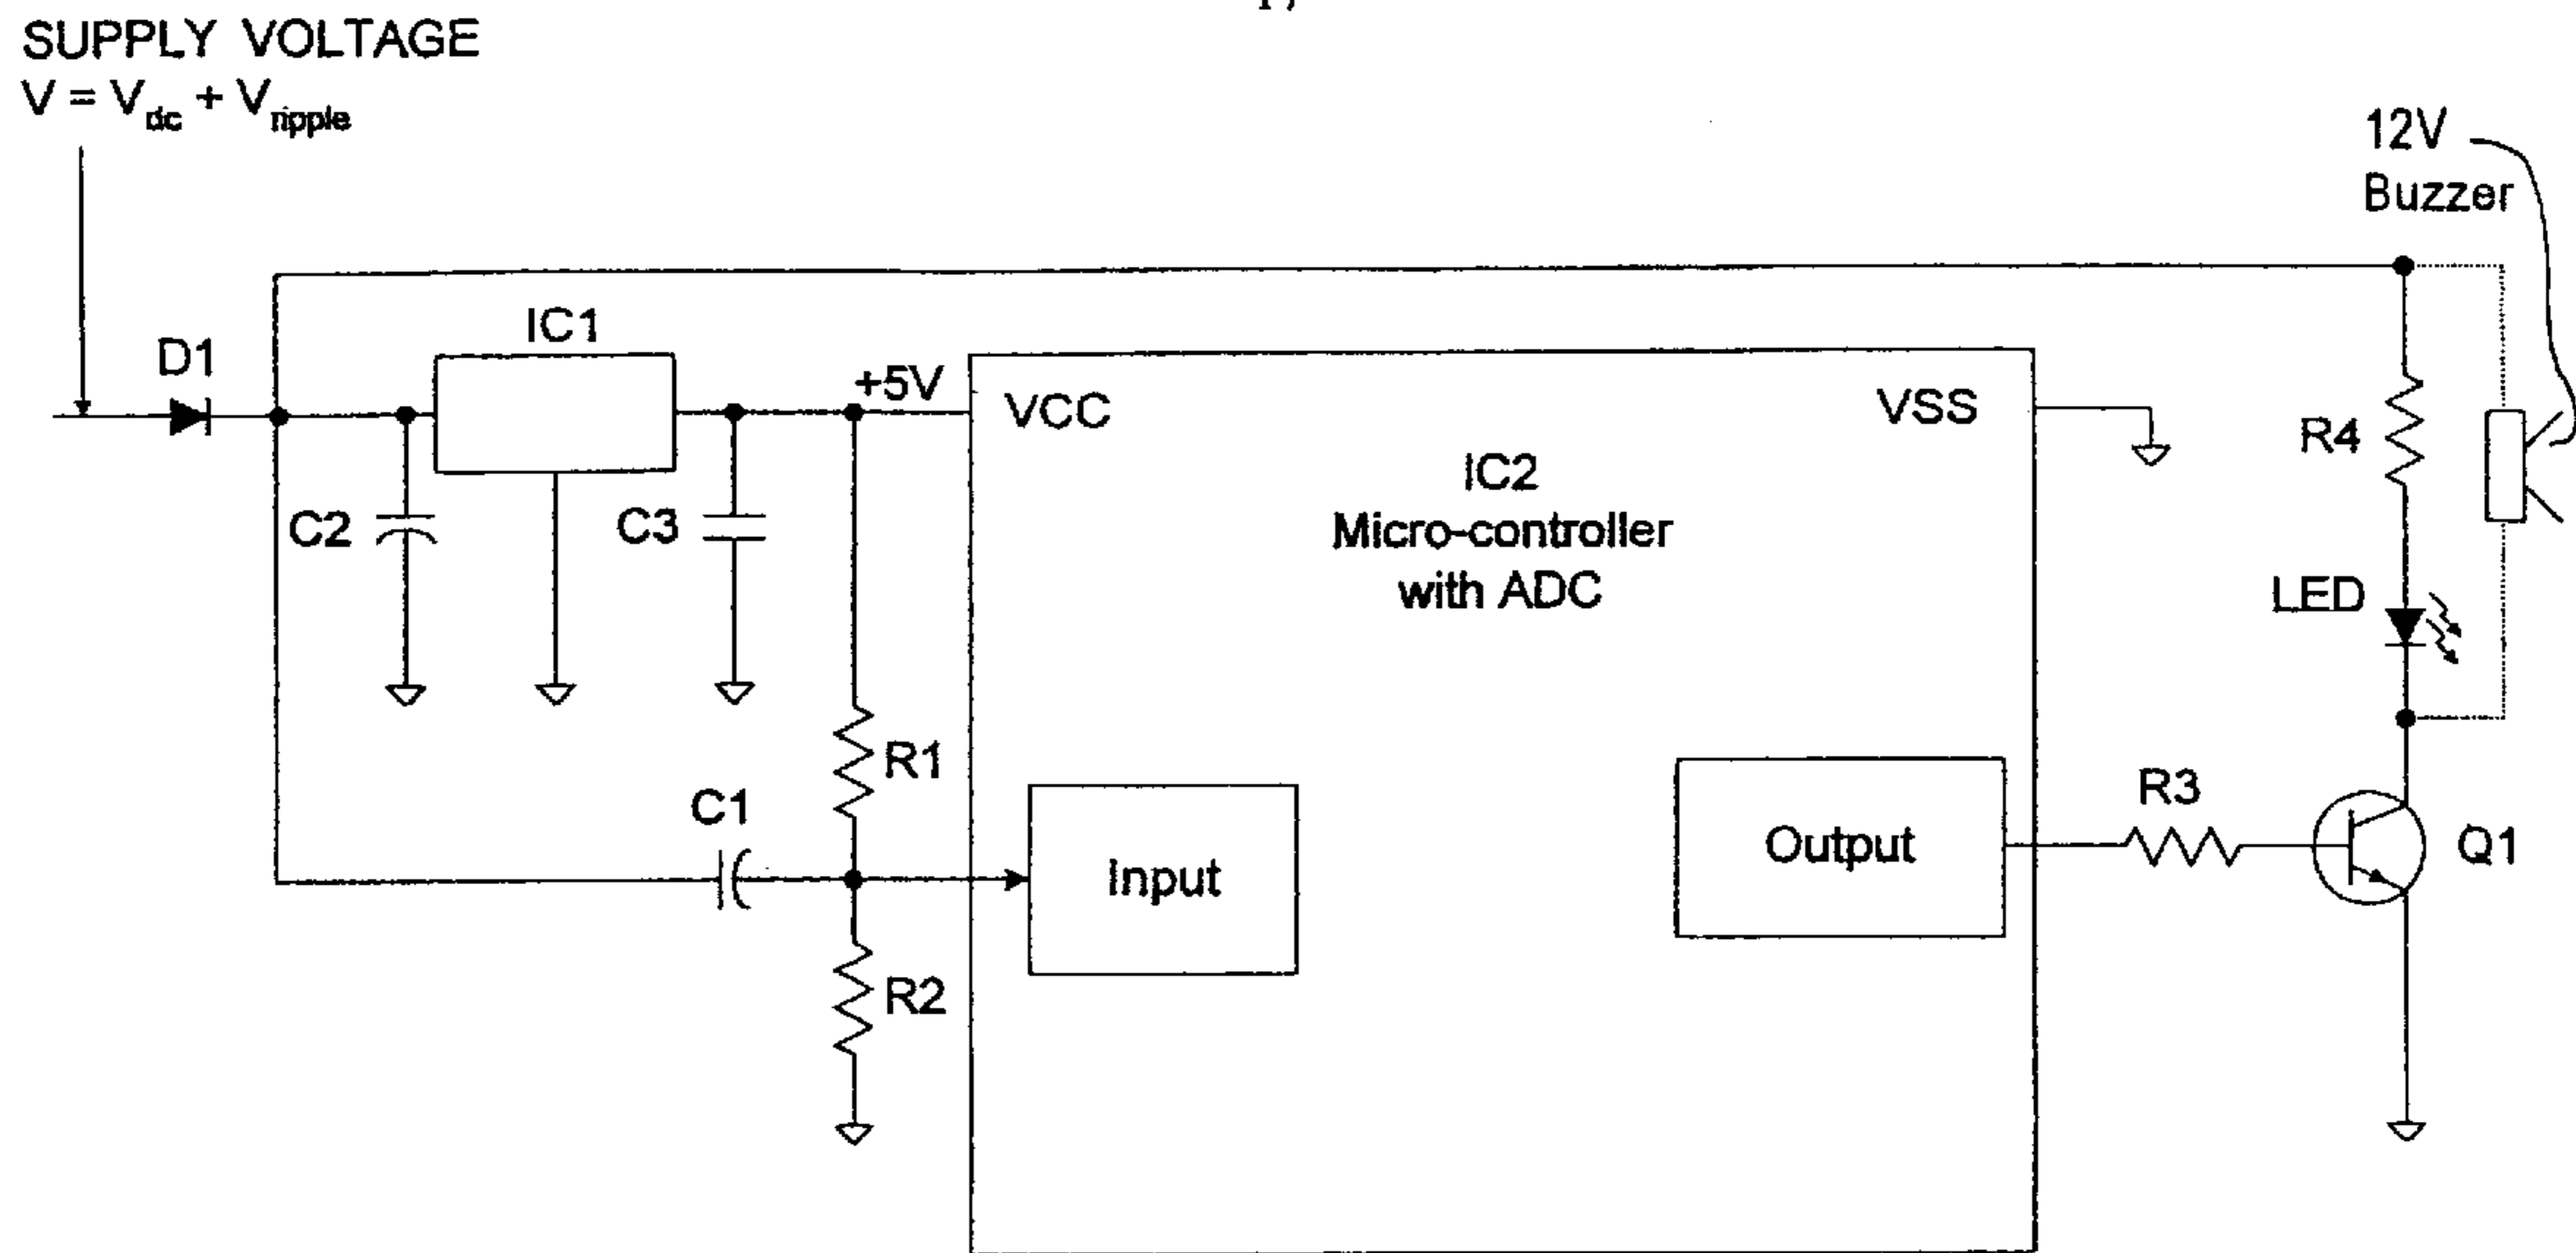 SUPPLY VOLTAGE
V = Vdc + Vripple
12V
Buzzer
D1
IC1
+5V
VCC
VSS
IC2
Micro-controller
with ADC
C2
C3
R4
LED
R1
C1
Input
Output
R3
Q1
R2